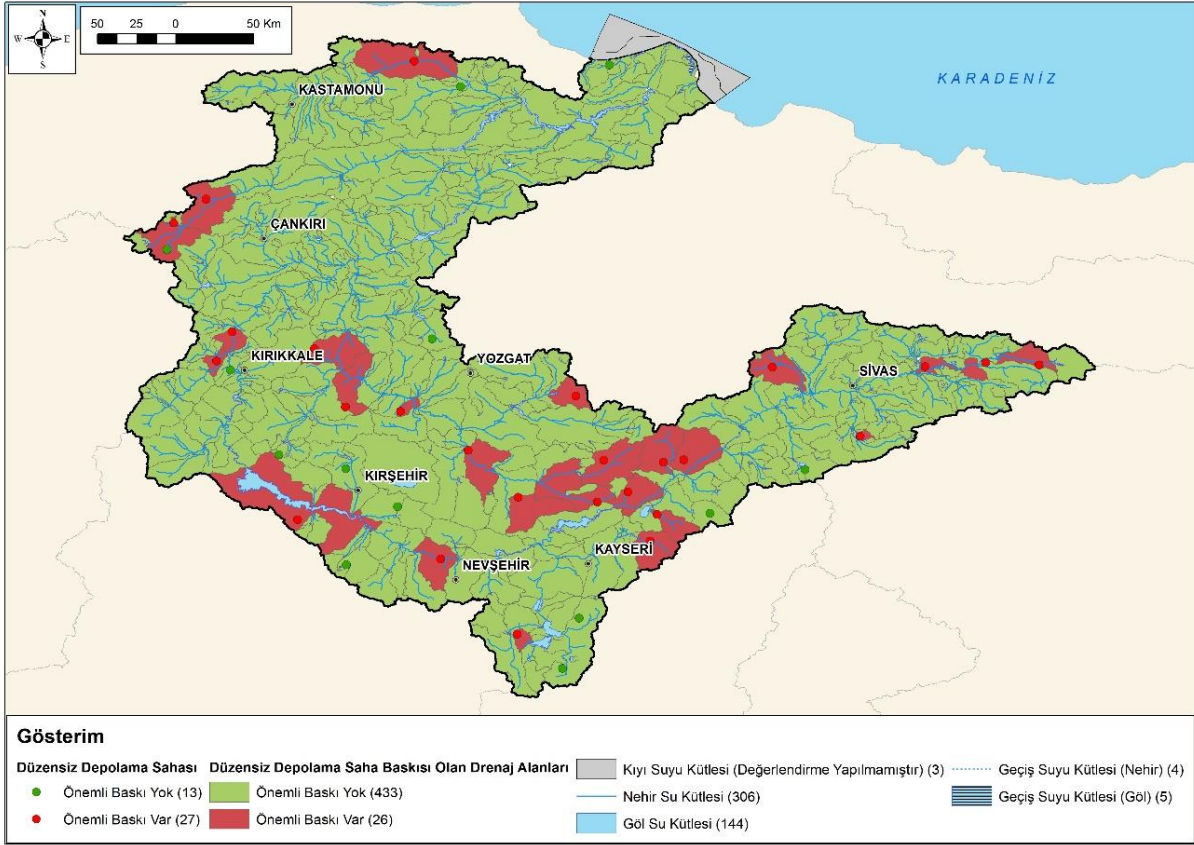 N
W E
S
50 25 0 50 Km
KARADENİZ
KASTAMONU
ÇANKIRI
KIRIKKALE
YOZGAT
SİVAS
KIRŞEHİR
KAYSERİ
NEVŞEHİR
Gösterim
Düzensiz Depolama Sahası
Önemli Baskı Yok (13)
Önemli Baskı Var (27)
Düzensiz Depolama Saha Baskısı Olan Drenaj Alanları
Önemli Baskı Yok (433)
Önemli Baskı Var (26)
Kıyı Suyu Kütlesi (Değerlendirme Yapılmamıştır) (3)
Nehir Su Kütlesi (306)
Göl Su Kütlesi (144)
Geçiş Suyu Kütlesi (Nehir) (4)
Geçiş Suyu Kütlesi (Göl) (5)